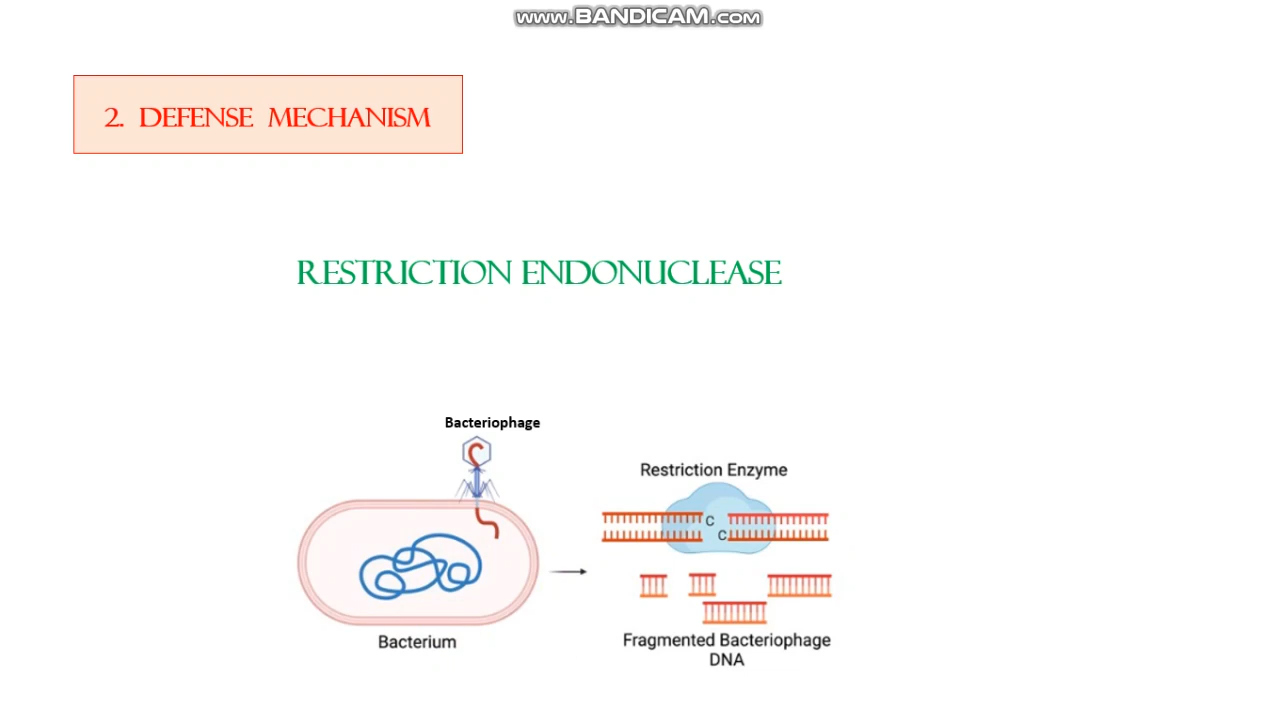 www.BANDICAM.com
2. DEFENSE MECHANISM
RESTRICTION ENDONUCLEASE
Bacteriophage
Restriction Enzyme
C
C
Bacterium
Fragmented Bacteriophage
DNA